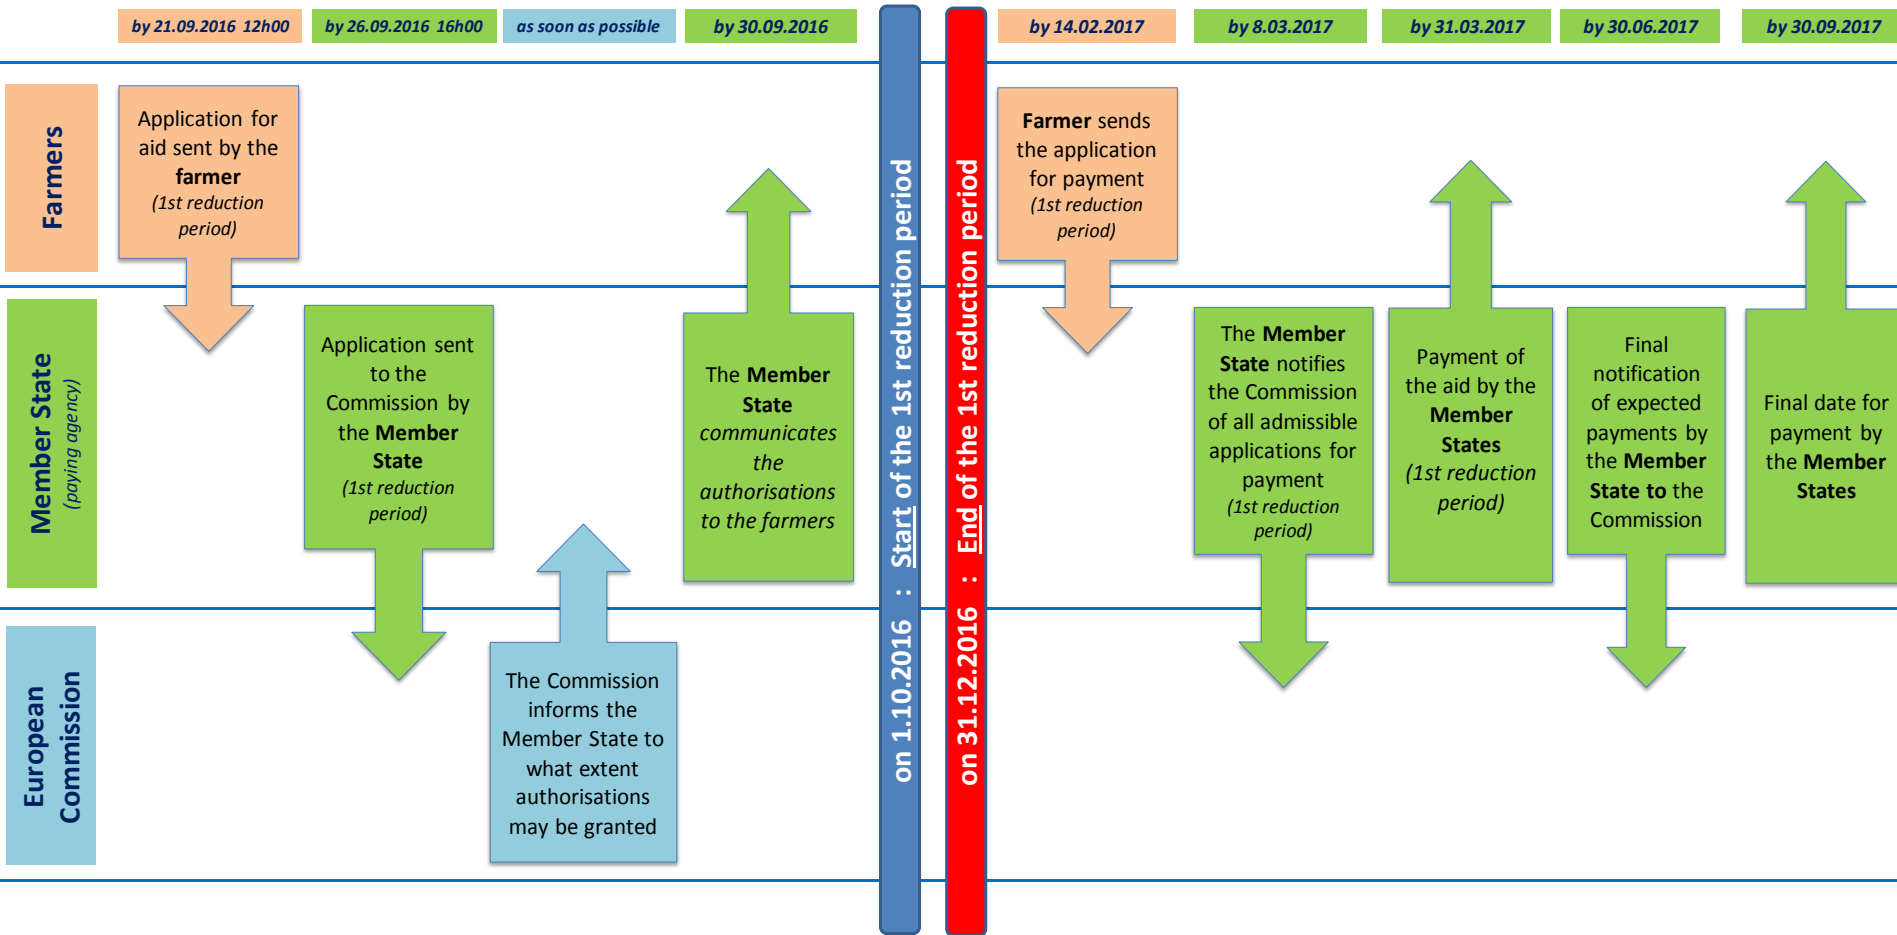 by 21.09.2016 12h00
by 26.09.2016 16h00
as soon as possible
by 30.09.2016
by 14.02.2017
by 8.03.2017
by 31.03.2017
by 30.06.2017
by 30.09.2017
Farmers
Application for
aid sent by the
farmer
(1st reduction
period)
Farmer sends
the application
for payment
(1st reduction
period)
Member State
(paying agency)
Application sent
to the
Commission by
the Member
State
(1st reduction
period)
The Member
State
communicates
the
authorisations
to the farmers
on 1.10.2016 : Start of the 1st reduction period
on 31.12.2016 : End of the 1st reduction period
The Member
State notifies
the Commission
of all admissible
applications for
payment
(1st reduction
period)
Payment of
the aid by the
Member
States
(1st reduction
period)
Final
notification
of expected
payments by
the Member
State to the
Commission
Final date for
payment by
the Member
States
European
Commission
The Commission
informs the
Member State to
what extent
authorisations
may be granted